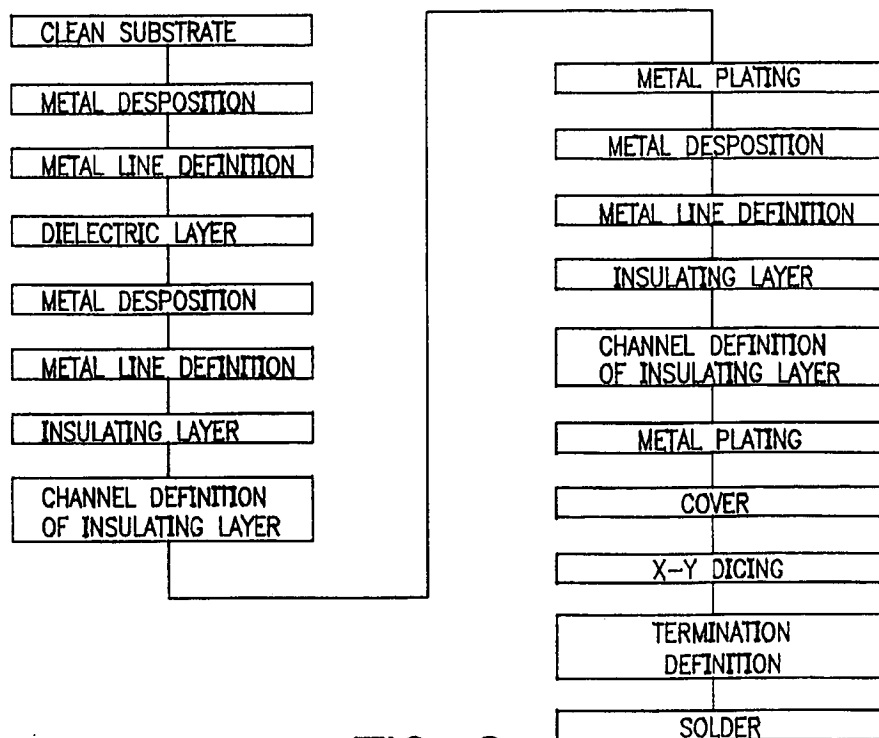 CLEAN SUBSTRATE
METAL DESPOSITION
METAL LINE DEFINITION
DIELECTRIC LAYER
METAL DESPOSITION
METAL LINE DEFINITION
INSULATING LAYER
CHANNEL DEFINITION
OF INSULATING LAYER
METAL PLATING
METAL DESPOSITION
METAL LINE DEFINITION
INSULATING LAYER
CHANNEL DEFINITION
OF INSULATING LAYER
METAL PLATING
COVER
X-Y DICING
TERMINATION
DEFINITION
SOLDER